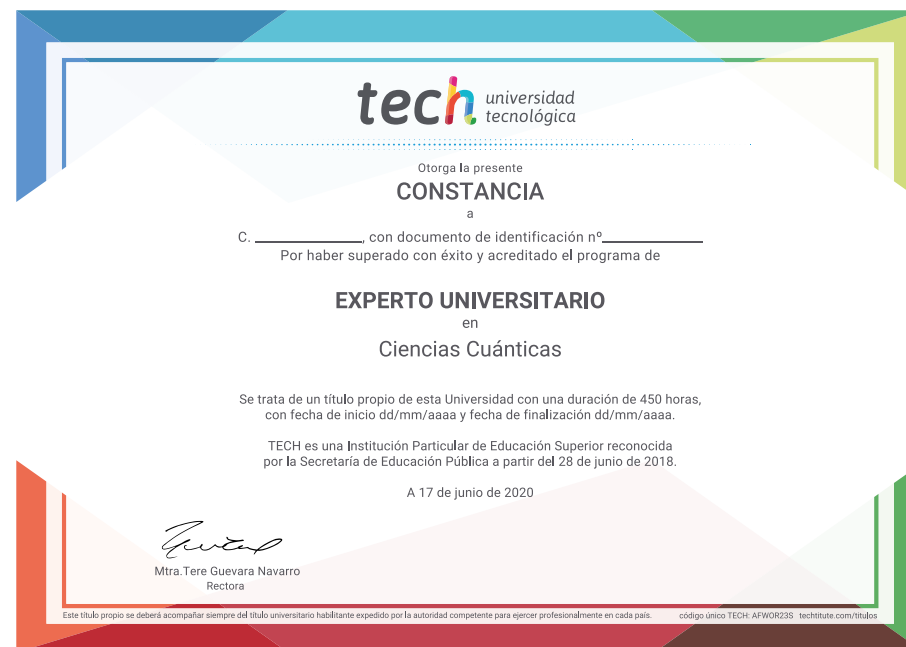 tech universidad
tecnológica
Otorga la presente
CONSTANCIA
a
C. ____________, con documento de identificación nº____________
Por haber superado con éxito y acreditado el programa de
EXPERTO UNIVERSITARIO
en
Ciencias Cuánticas
Se trata de un título propio de esta Universidad con una duración de 450 horas,
con fecha de inicio dd/mm/aaaa y fecha de finalización dd/mm/aaaa.
TECH es una Institución Particular de Educación Superior reconocida
por la Secretaría de Educación Pública a partir del 28 de junio de 2018.
A 17 de junio de 2020
Mtra.Tere Guevara Navarro
Rectora
Este título propio se deberá acompañar siempre del título universitario habilitante expedido por la autoridad competente para ejercer profesionalmente en cada país. código único TECH: AFWOR23S techtitute.com/titulos